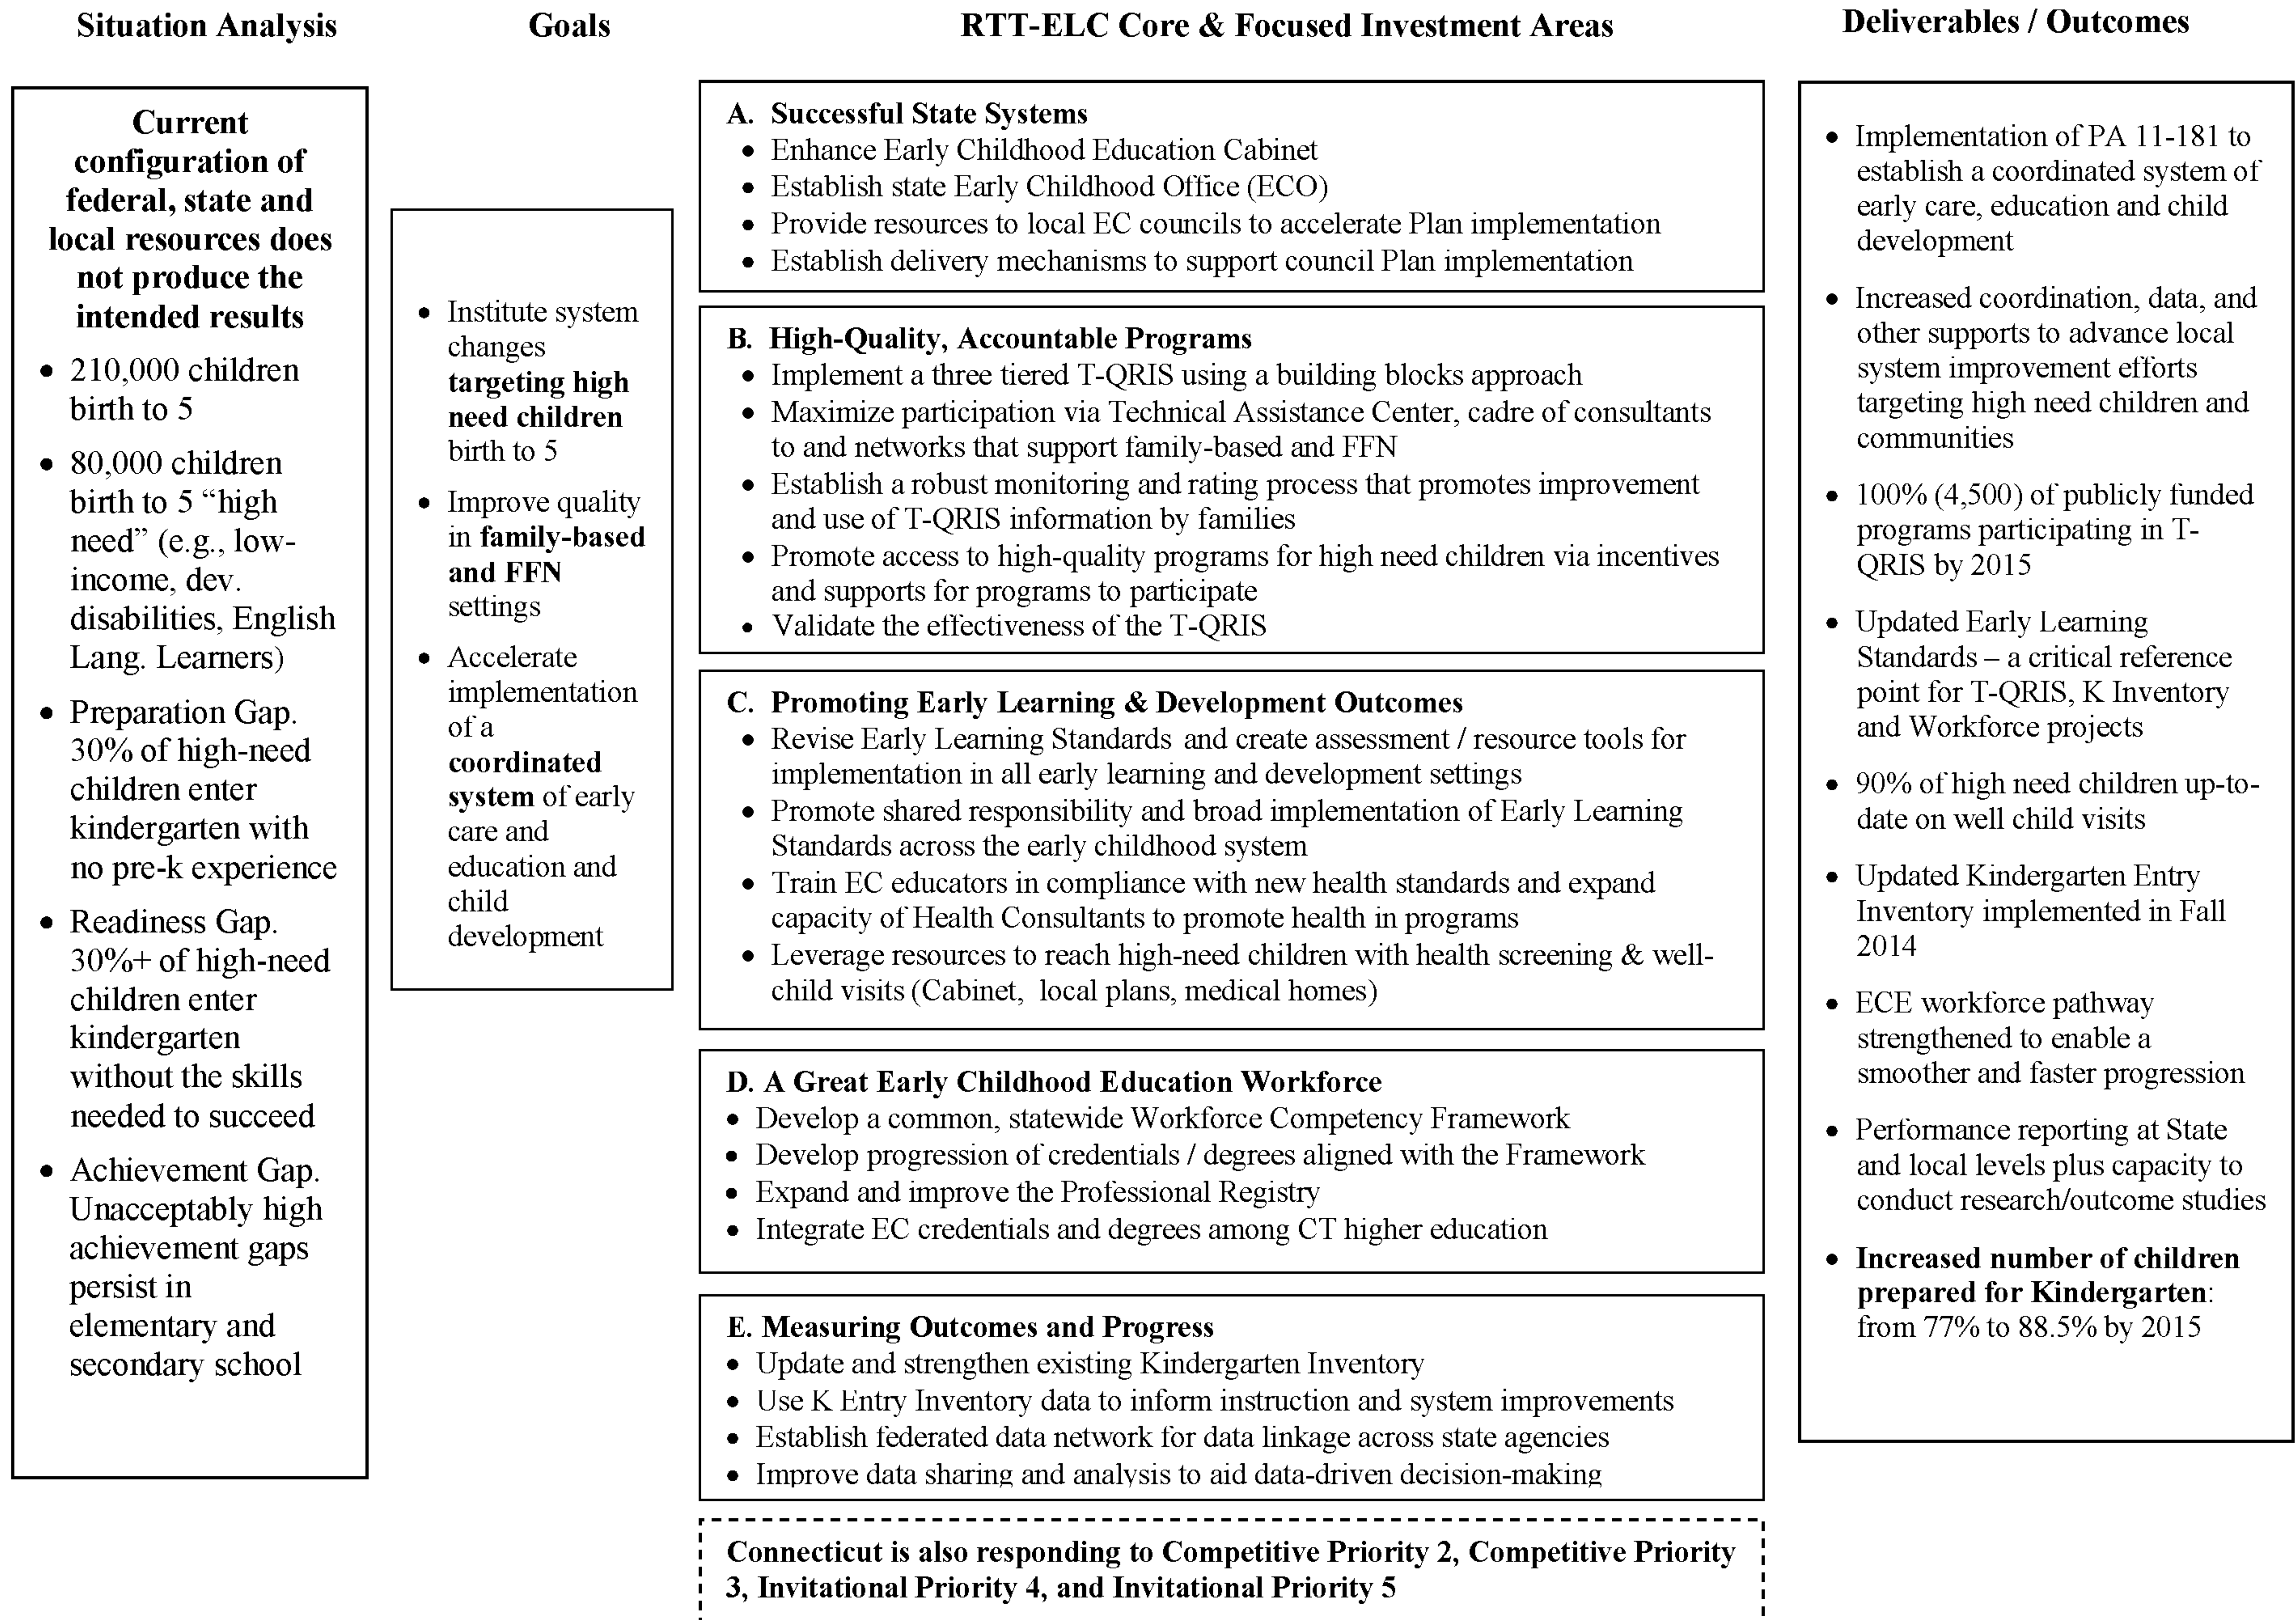 Situation Analysis
Current
configuration of
federal, state and
local resources does
not produce the
intended results
• 210,000 children
birth to 5
• 80,000 children
birth to 5 “high
need” (e.g., low-
income, dev.
disabilities, English
Lang. Learners)
• Preparation Gap.
30% of high-need
children enter
kindergarten with
no pre-k experience
• Readiness Gap.
30%+ of high-need
children enter
kindergarten
without the skills
needed to succeed
• Achievement Gap.
Unacceptably high
achievement gaps
persist in
elementary and
secondary school
Goals
• Institute system
changes
targeting high
need children
birth to 5
• Improve quality
in family-based
and FFN
settings
• Accelerate
implementation
of a
coordinated
system of early
care and
education and
child
development
RTT-ELC Core & Focused Investment Areas
A. Successful State Systems
• Enhance Early Childhood Education Cabinet
• Establish state Early Childhood Office (ECO)
• Provide resources to local EC councils to accelerate Plan implementation
• Establish delivery mechanisms to support council Plan implementation
B. High-Quality, Accountable Programs
• Implement a three tiered T-QRIS using a building blocks approach
• Maximize participation via Technical Assistance Center, cadre of consultants
to and networks that support family-based and FFN
• Establish a robust monitoring and rating process that promotes improvement
and use of T-QRIS information by families
• Promote access to high-quality programs for high need children via incentives
and supports for programs to participate
• Validate the effectiveness of the T-QRIS
C. Promoting Early Learning & Development Outcomes
• Revise Early Learning Standards and create assessment / resource tools for
implementation in all early learning and development settings
• Promote shared responsibility and broad implementation of Early Learning
Standards across the early childhood system
• Train EC educators in compliance with new health standards and expand
capacity of Health Consultants to promote health in programs
• Leverage resources to reach high-need children with health screening & well-
child visits (Cabinet, local plans, medical homes)
D. A Great Early Childhood Education Workforce
• Develop a common, statewide Workforce Competency Framework
• Develop progression of credentials / degrees aligned with the Framework
• Expand and improve the Professional Registry
• Integrate EC credentials and degrees among CT higher education
E. Measuring Outcomes and Progress
• Update and strengthen existing Kindergarten Inventory
• Use K Entry Inventory data to inform instruction and system improvements
• Establish federated data network for data linkage across state agencies
• Improve data sharing and analysis to aid data-driven decision-making
Connecticut is also responding to Competitive Priority 2, Competitive Priority
3, Invitational Priority 4, and Invitational Priority 5
Deliverables / Outcomes
• Implementation of PA 11-181 to
establish a coordinated system of
early care, education and child
development
• Increased coordination, data, and
other supports to advance local
system improvement efforts
targeting high need children and
communities
• 100% (4,500) of publicly funded
programs participating in T-
QRIS by 2015
• Updated Early Learning
Standards – a critical reference
point for T-QRIS, K Inventory
and Workforce projects
• 90% of high need children up-to-
date on well child visits
• Updated Kindergarten Entry
Inventory implemented in Fall
2014
• ECE workforce pathway
strengthened to enable a
smoother and faster progression
• Performance reporting at State
and local levels plus capacity to
conduct research/outcome studies
• Increased number of children
prepared for Kindergarten:
from 77% to 88.5% by 2015